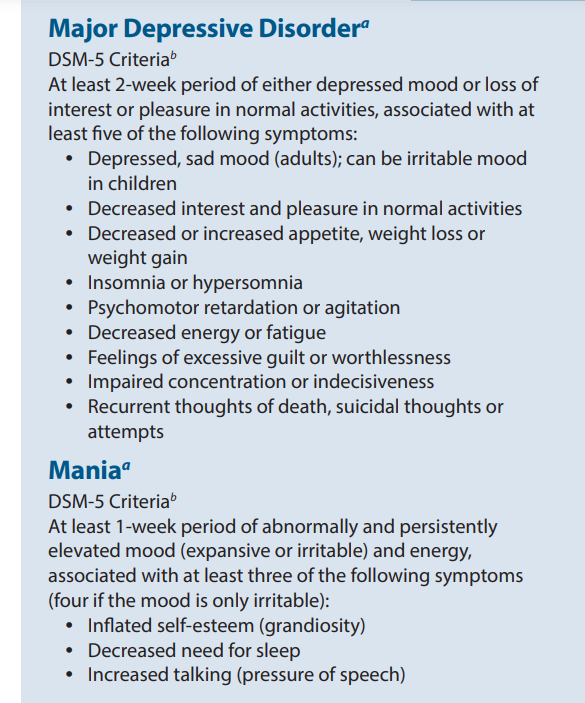 Major Depressive Disorderᵃ
DSM-5 Criteriaᵇ
At least 2-week period of either depressed mood or loss of
interest or pleasure in normal activities, associated with at
least five of the following symptoms:
• Depressed, sad mood (adults); can be irritable mood
in children
• Decreased interest and pleasure in normal activities
• Decreased or increased appetite, weight loss or
weight gain
• Insomnia or hypersomnia
• Psychomotor retardation or agitation
• Decreased energy or fatigue
• Feelings of excessive guilt or worthlessness
• Impaired concentration or indecisiveness
• Recurrent thoughts of death, suicidal thoughts or
attempts
Maniaᵃ
DSM-5 Criteriaᵇ
At least 1-week period of abnormally and persistently
elevated mood (expansive or irritable) and energy,
associated with at least three of the following symptoms
(four if the mood is only irritable):
• Inflated self-esteem (grandiosity)
• Decreased need for sleep
• Increased talking (pressure of speech)